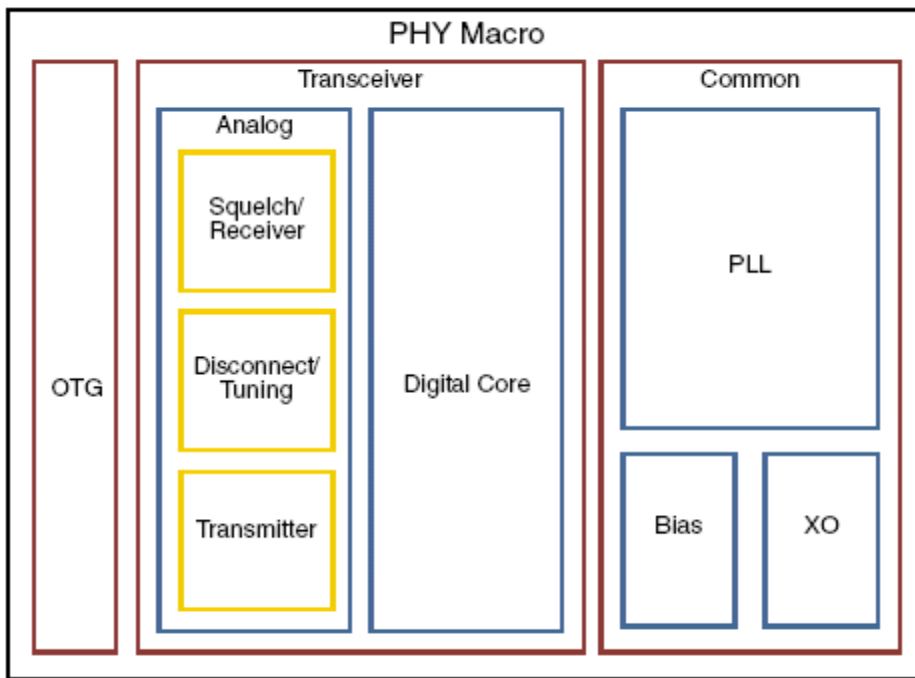 PHY Macro
OTG
Transceiver
Analog
Squelch/
Receiver
Disconnect/
Tuning
Transmitter
Digital Core
Common
PLL
Bias
XO